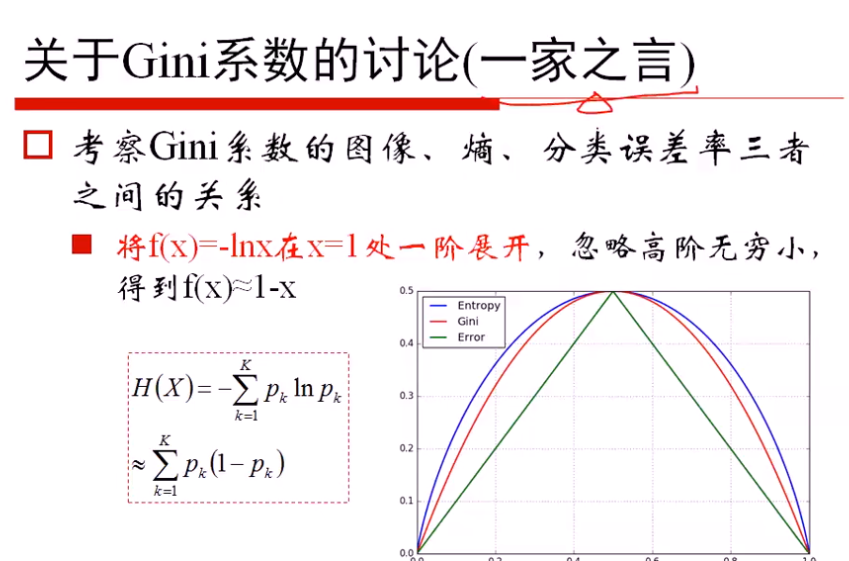 关于Gini系数的讨论(一家之言)
考察Gini系数的图像、熵、分类误差率三者
之间的关系
将f(x)=-lnx在x=1处一阶展开，忽略高阶无穷小，
得到f(x)≈1-x
H(X)=-∑_{k=1}^{K} p_k ln p_k
≈∑_{k=1}^{K} p_k(1-p_k)
0.5
Entropy
Gini
Error
0.4
0.3
0.2
0.1
0.0
0.0 0.2 0.4 0.6 0.8 1.0